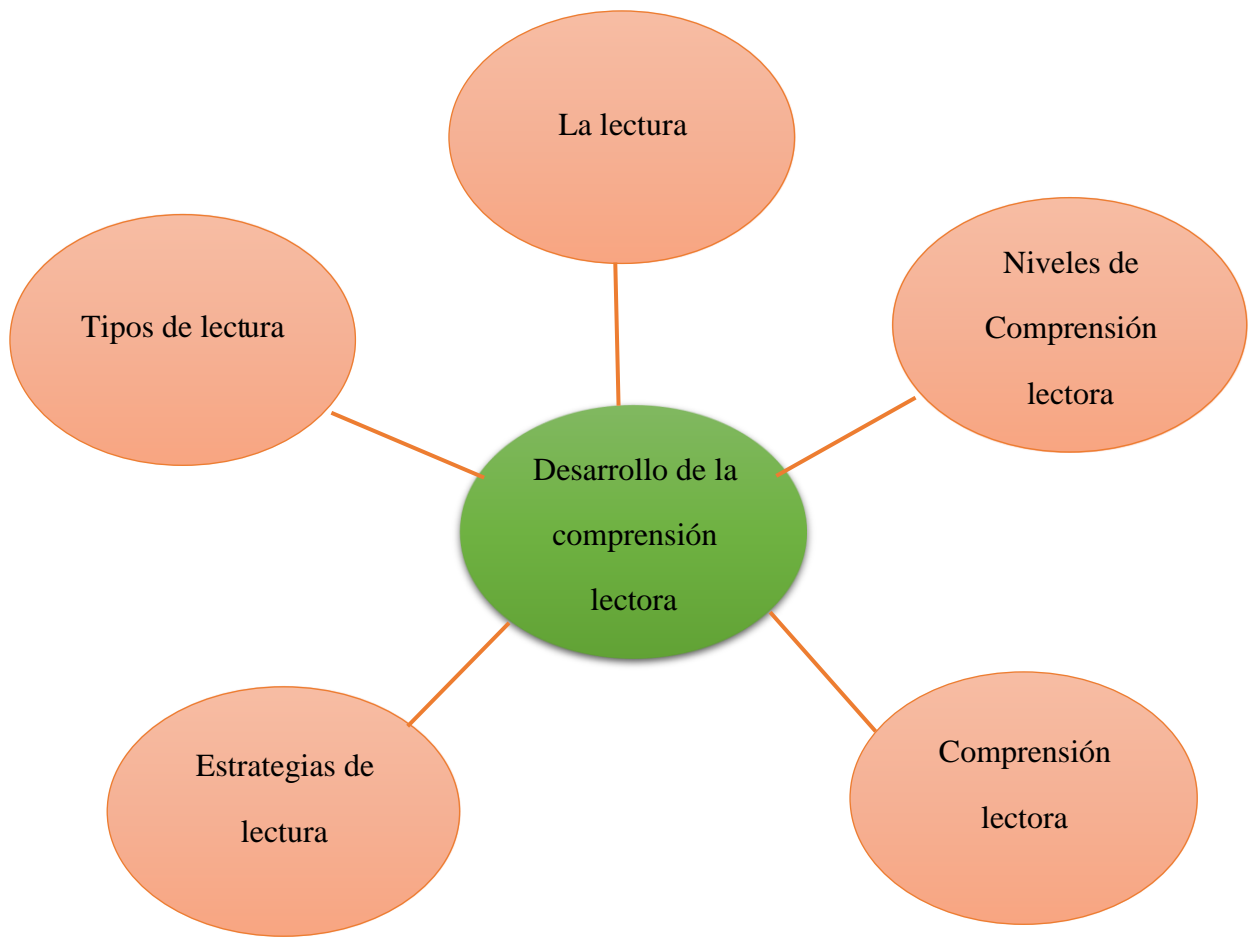 La lectura
Tipos de lectura
Niveles de
Comprensión
lectora
Desarrollo de la
comprensión
lectora
Estrategias de
lectura
Comprensión
lectora